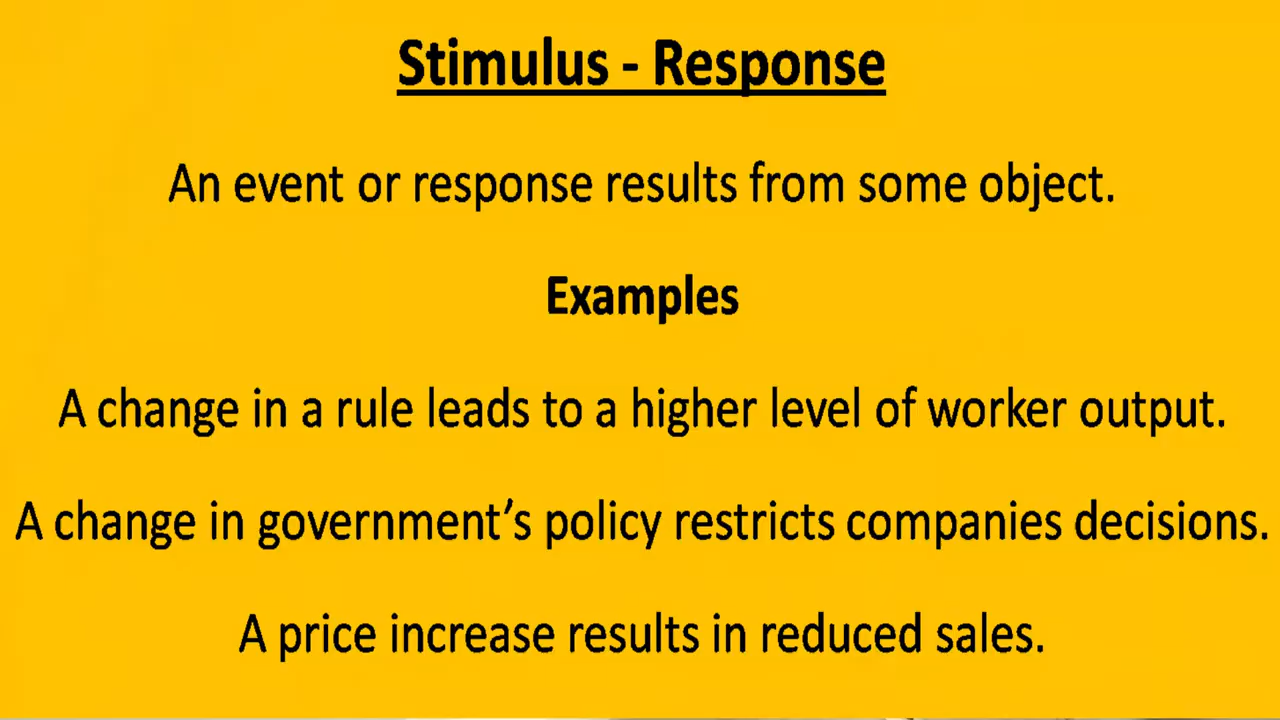 Stimulus - Response
An event or response results from some object.
Examples
A change in a rule leads to a higher level of worker output.
A change in government’s policy restricts companies decisions.
A price increase results in reduced sales.